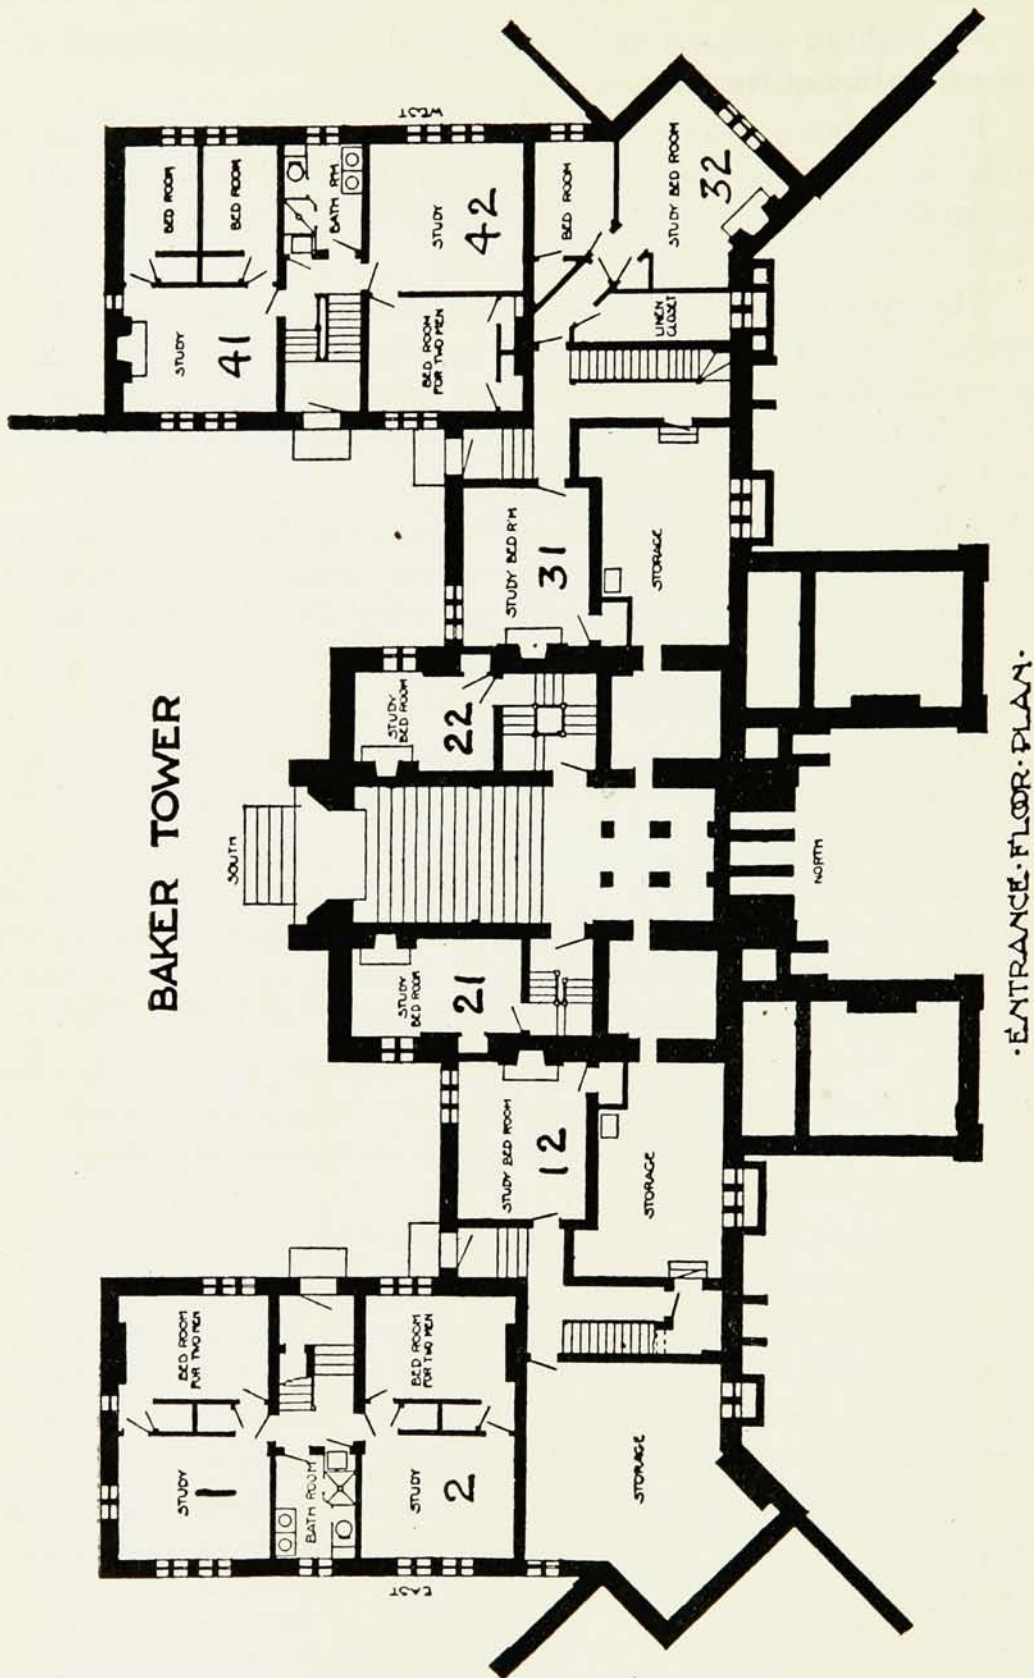 BAKER TOWER
SOUTH
EAST
STUDY
1
BED ROOM
FOR TWO MEN
BATH ROOM
STUDY
2
BED ROOM
FOR TWO MEN
STORAGE
STUDY BED ROOM
12
STORAGE
STUDY
BED ROOM
21
STUDY
BED ROOM
22
STUDY BED R'M
31
STORAGE
STUDY
41
BED ROOM
BED ROOM
BATH R'M
BED ROOM
FOR TWO MEN
STUDY
42
WEST
BED ROOM
LINEN
CLOSET
STUDY BED ROOM
32
NORTH
·ENTRANCE·FLOOR·PLAN·